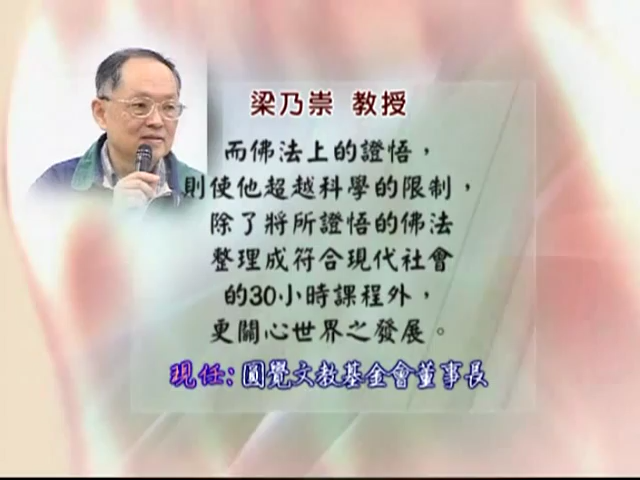 梁乃崇 教授
而佛法上的證悟，
則使他超越科學的限制，
除了將所證悟的佛法
整理成符合現代社會
的30小時課程外，
更關心世界之發展。
現任：圓覺文教基金會董事長